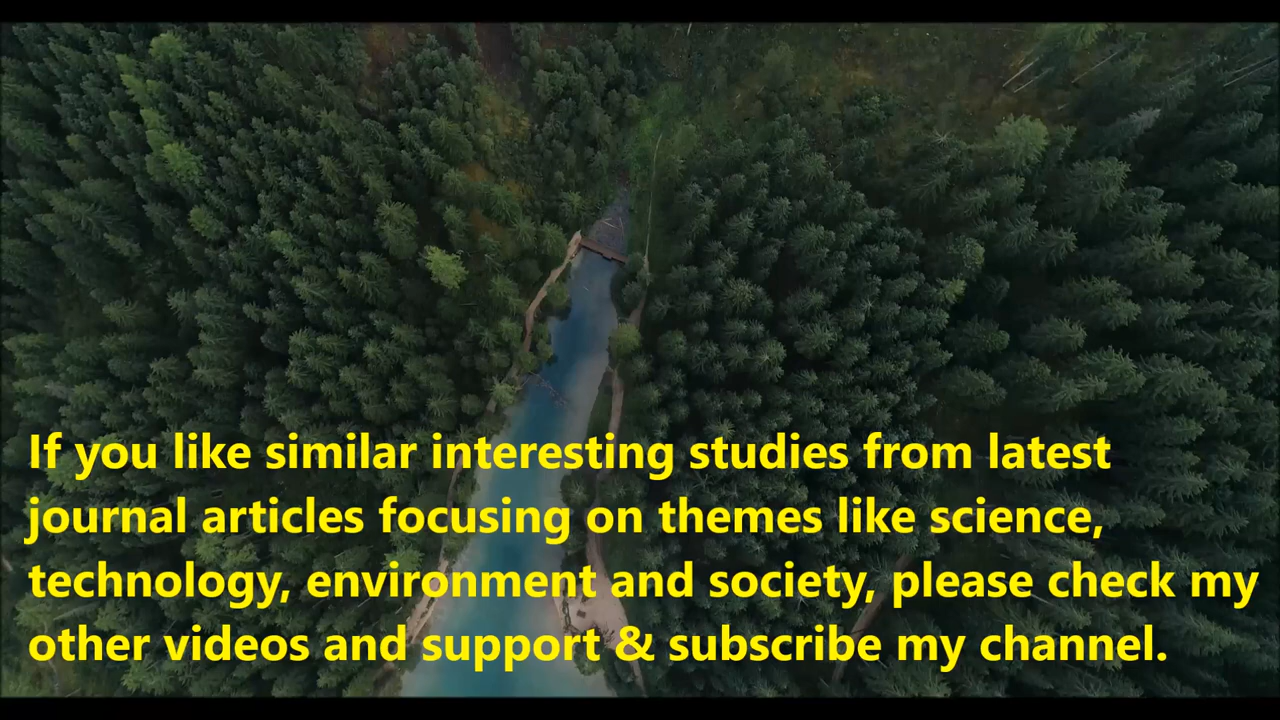 If you like similar interesting studies from latest
journal articles focusing on themes like science,
technology, environment and society, please check my
other videos and support & subscribe my channel.